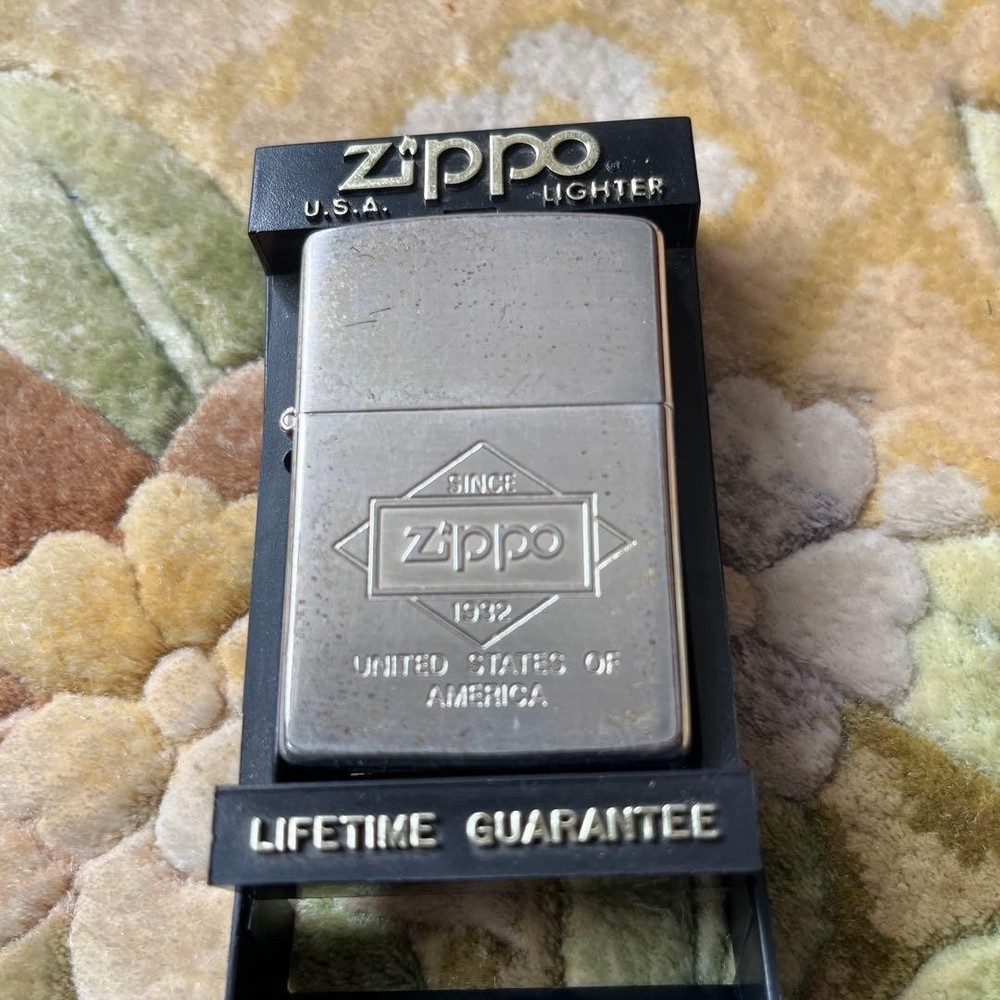 Zippo
U.S.A. LIGHTER
SINCE
Zippo
1932
UNITED STATES OF
AMERICA
LIFETIME GUARANTEE